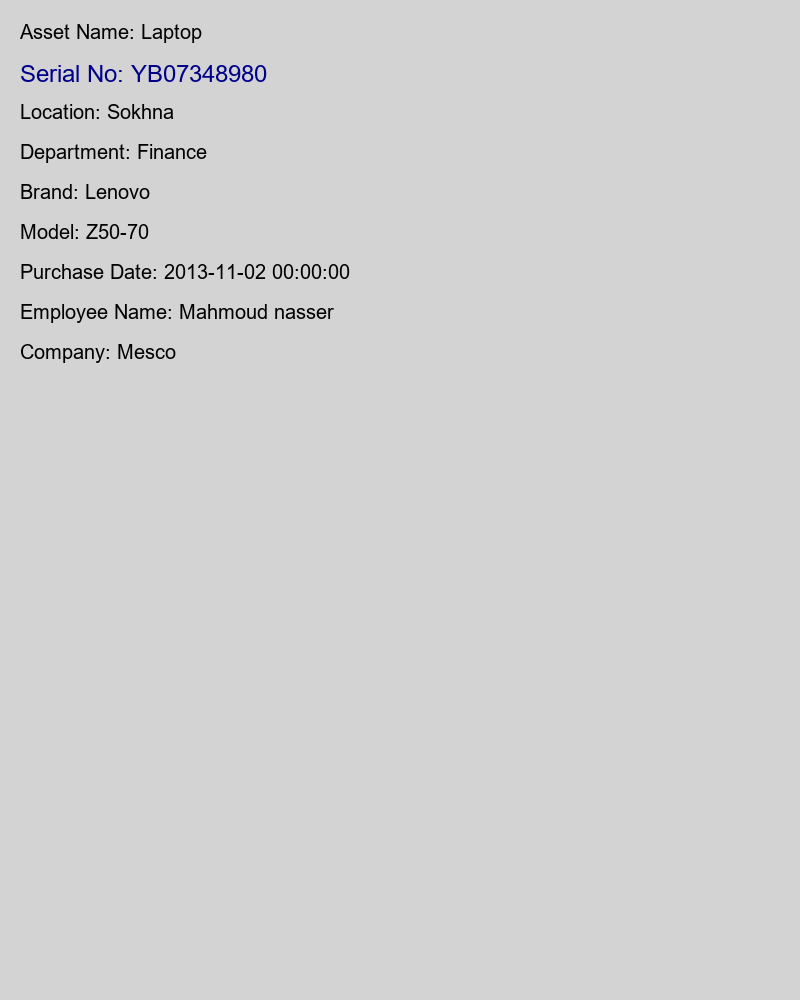 Asset Name: Laptop
Serial No: YB07348980
Location: Sokhna
Department: Finance
Brand: Lenovo
Model: Z50-70
Purchase Date: 2013-11-02 00:00:00
Employee Name: Mahmoud nasser
Company: Mesco